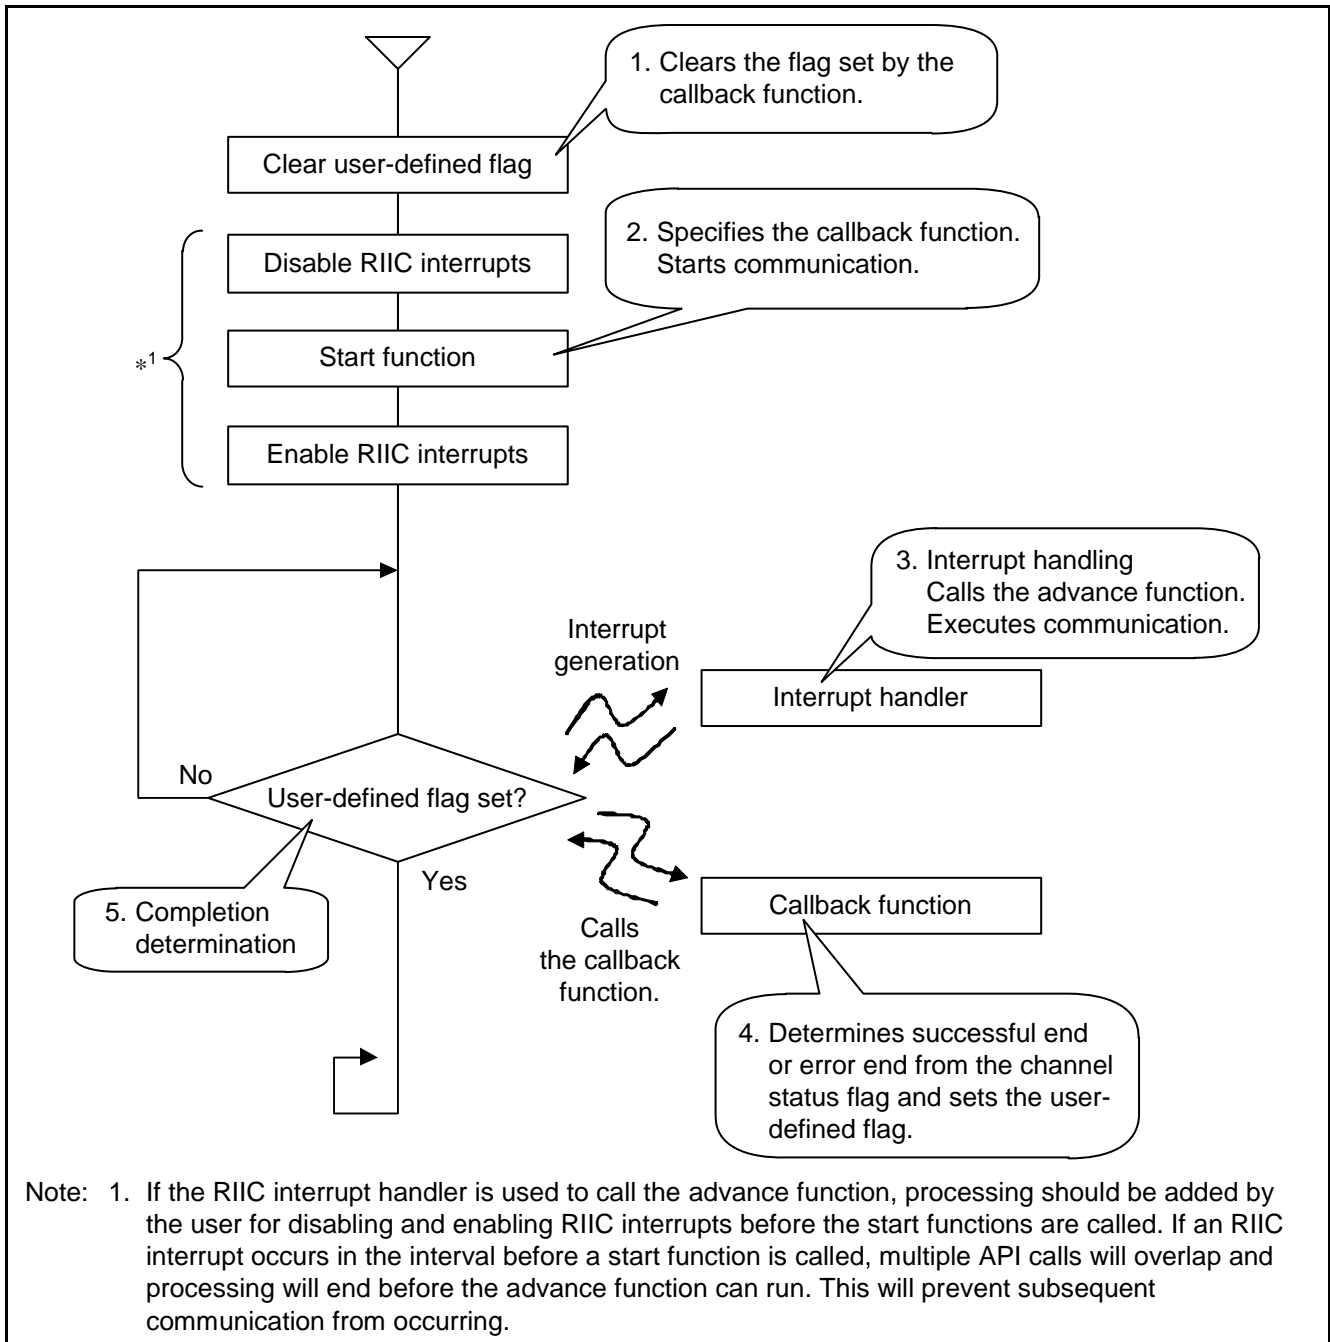 1. Clears the flag set by the
callback function.
Clear user-defined flag
2. Specifies the callback function.
Starts communication.
Disable RIIC interrupts
*1
Start function
Enable RIIC interrupts
3. Interrupt handling
Calls the advance function.
Executes communication.
Interrupt
generation
Interrupt handler
No
User-defined flag set?
Yes
5. Completion
determination
Callback function
Calls
the callback
function.
4. Determines successful end
or error end from the channel
status flag and sets the user-
defined flag.
Note: 1. If the RIIC interrupt handler is used to call the advance function, processing should be added by
the user for disabling and enabling RIIC interrupts before the start functions are called. If an RIIC
interrupt occurs in the interval before a start function is called, multiple API calls will overlap and
processing will end before the advance function can run. This will prevent subsequent
communication from occurring.